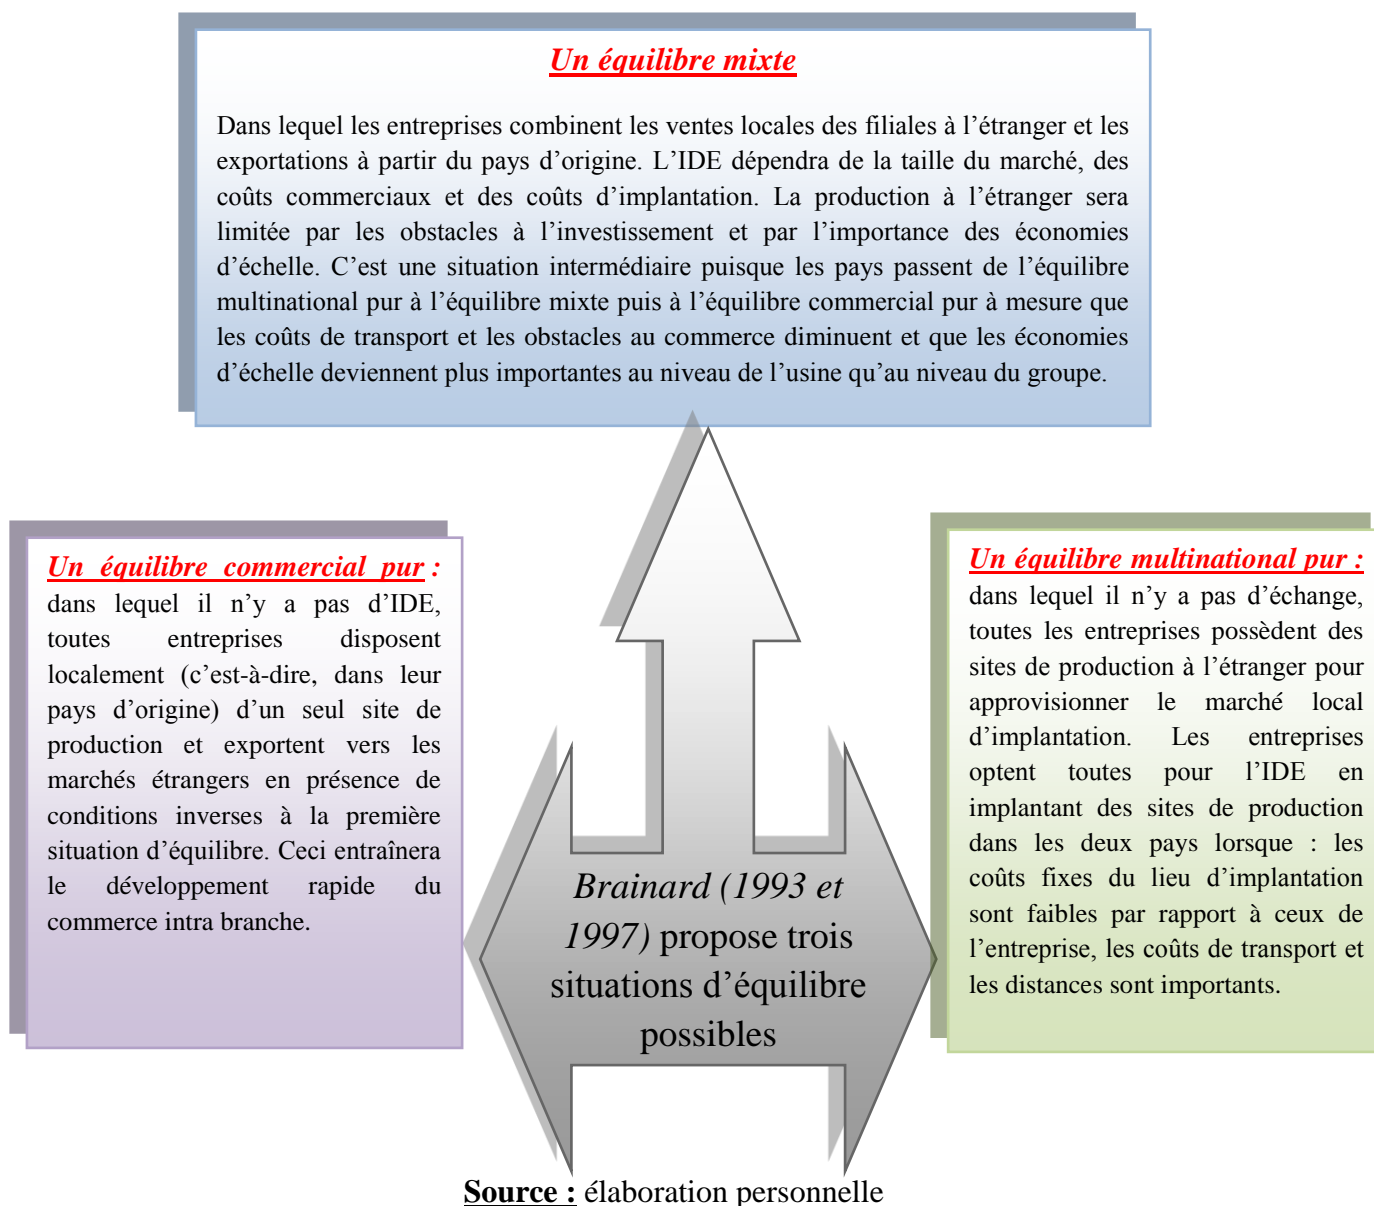 Un équilibre mixte
Dans lequel les entreprises combinent les ventes locales des filiales à l’étranger et les
exportations à partir du pays d’origine. L’IDE dépendra de la taille du marché, des
coûts commerciaux et des coûts d’implantation. La production à l’étranger sera
limitée par les obstacles à l’investissement et par l’importance des économies
d’échelle. C’est une situation intermédiaire puisque les pays passent de l’équilibre
multinational pur à l’équilibre mixte puis à l’équilibre commercial pur à mesure que
les coûts de transport et les obstacles au commerce diminuent et que les économies
d’échelle deviennent plus importantes au niveau de l’usine qu’au niveau du groupe.
Un équilibre commercial pur :
dans lequel il n’y a pas d’IDE,
toutes entreprises disposent
localement (c’est-à-dire, dans leur
pays d’origine) d’un seul site de
production et exportent vers les
marchés étrangers en présence de
conditions inverses à la première
situation d’équilibre. Ceci entraînera
le développement rapide du
commerce intra branche.
Un équilibre multinational pur :
dans lequel il n’y a pas d’échange,
toutes les entreprises possèdent des
sites de production à l’étranger pour
approvisionner le marché local
d’implantation. Les entreprises
optent toutes pour l’IDE en
implantant des sites de production
dans les deux pays lorsque : les
coûts fixes du lieu d’implantation
sont faibles par rapport à ceux de
l’entreprise, les coûts de transport et
les distances sont importants.
Brainard (1993 et
1997) propose trois
situations d’équilibre
possibles
Source : élaboration personnelle